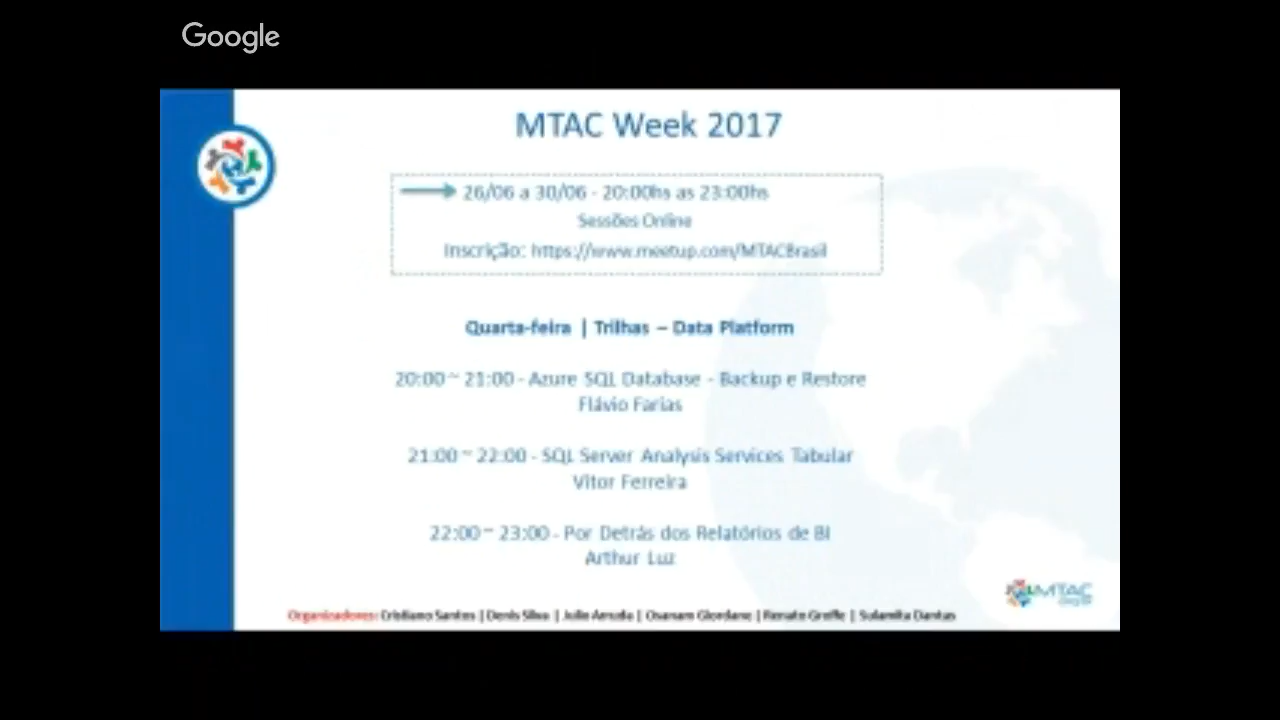 Google
MTAC Week 2017
26/06 a 30/06 - 20:00hs as 23:00hs
Sessões Online
Inscrição: https://www.meetup.com/MTACBrasil
Quarta-feira | Trilhas – Data Platform
20:00 ~ 21:00 - Azure SQL Database - Backup e Restore
Flávio Farias
21:00 ~ 22:00 - SQL Server Analysis Services Tabular
Vitor Ferreira
22:00 ~ 23:00 - Por Detrás dos Relatórios de BI
Arthur Luz
MTAC
Organizadores: Cristiano Santos | Denis Silva | Julio Arruda | Osanam Giordane | Renato Groffe | Sulamita Dantas